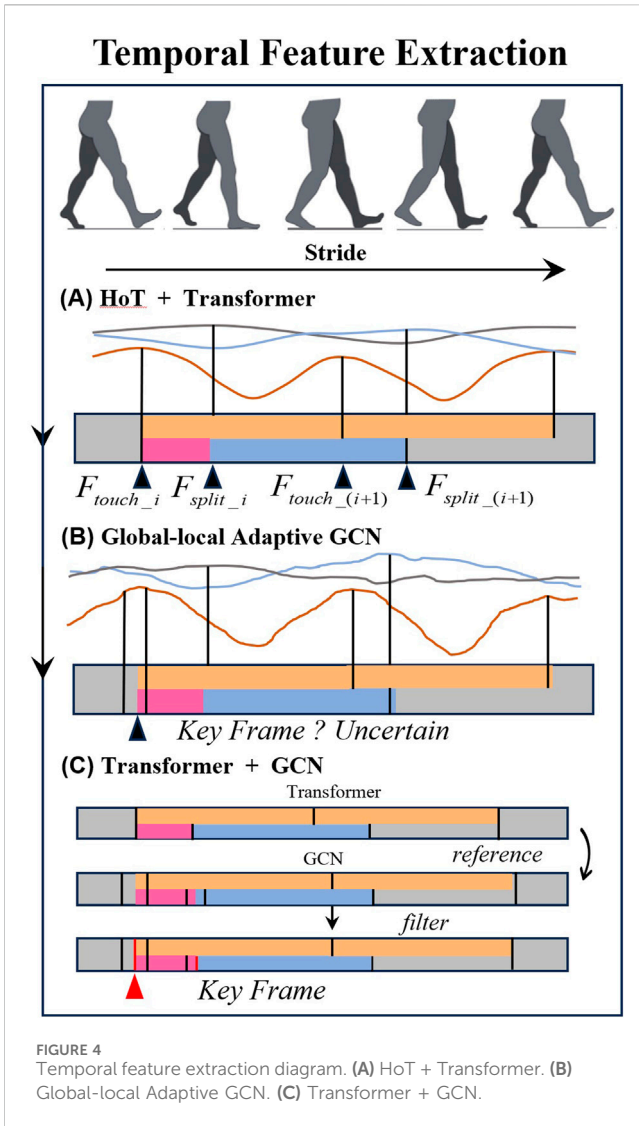 Temporal Feature Extraction
Stride
(A) HoT + Transformer
F_touch_i F_split_i F_touch_(i+1) F_split_(i+1)
(B) Global-local Adaptive GCN
Key Frame ? Uncertain
(C) Transformer + GCN
Transformer
reference
GCN
filter
Key Frame
FIGURE 4
Temporal feature extraction diagram. (A) HoT + Transformer. (B)
Global-local Adaptive GCN. (C) Transformer + GCN.